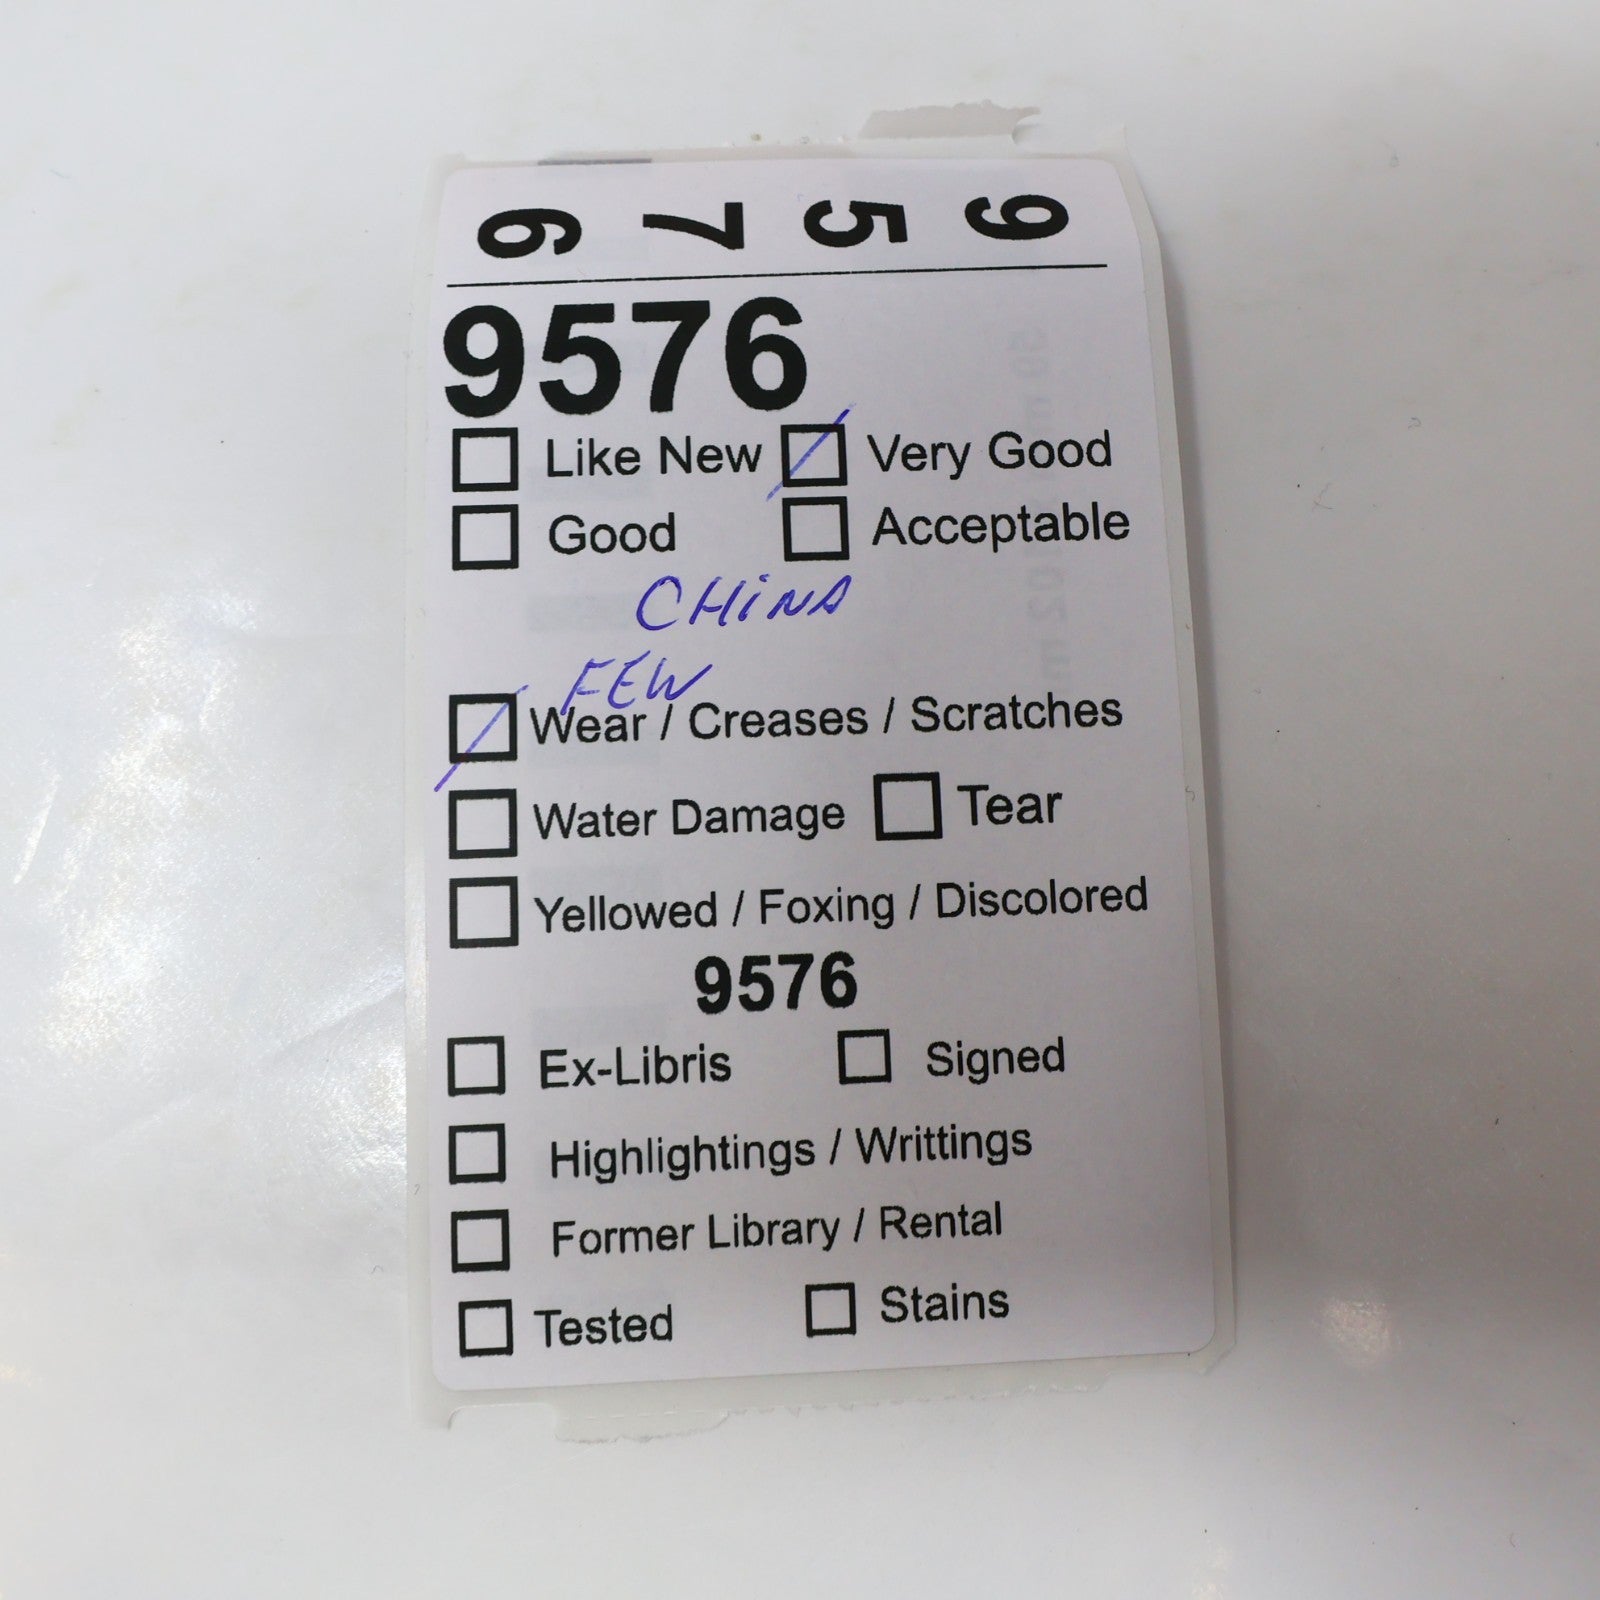 9 5 7 6
9576
Like New Very Good
Good Acceptable
CHiNA
FEW
Wear / Creases / Scratches
Water Damage Tear
Yellowed / Foxing / Discolored
9576
Ex-Libris Signed
Highlightings / Writtings
Former Library / Rental
Tested Stains